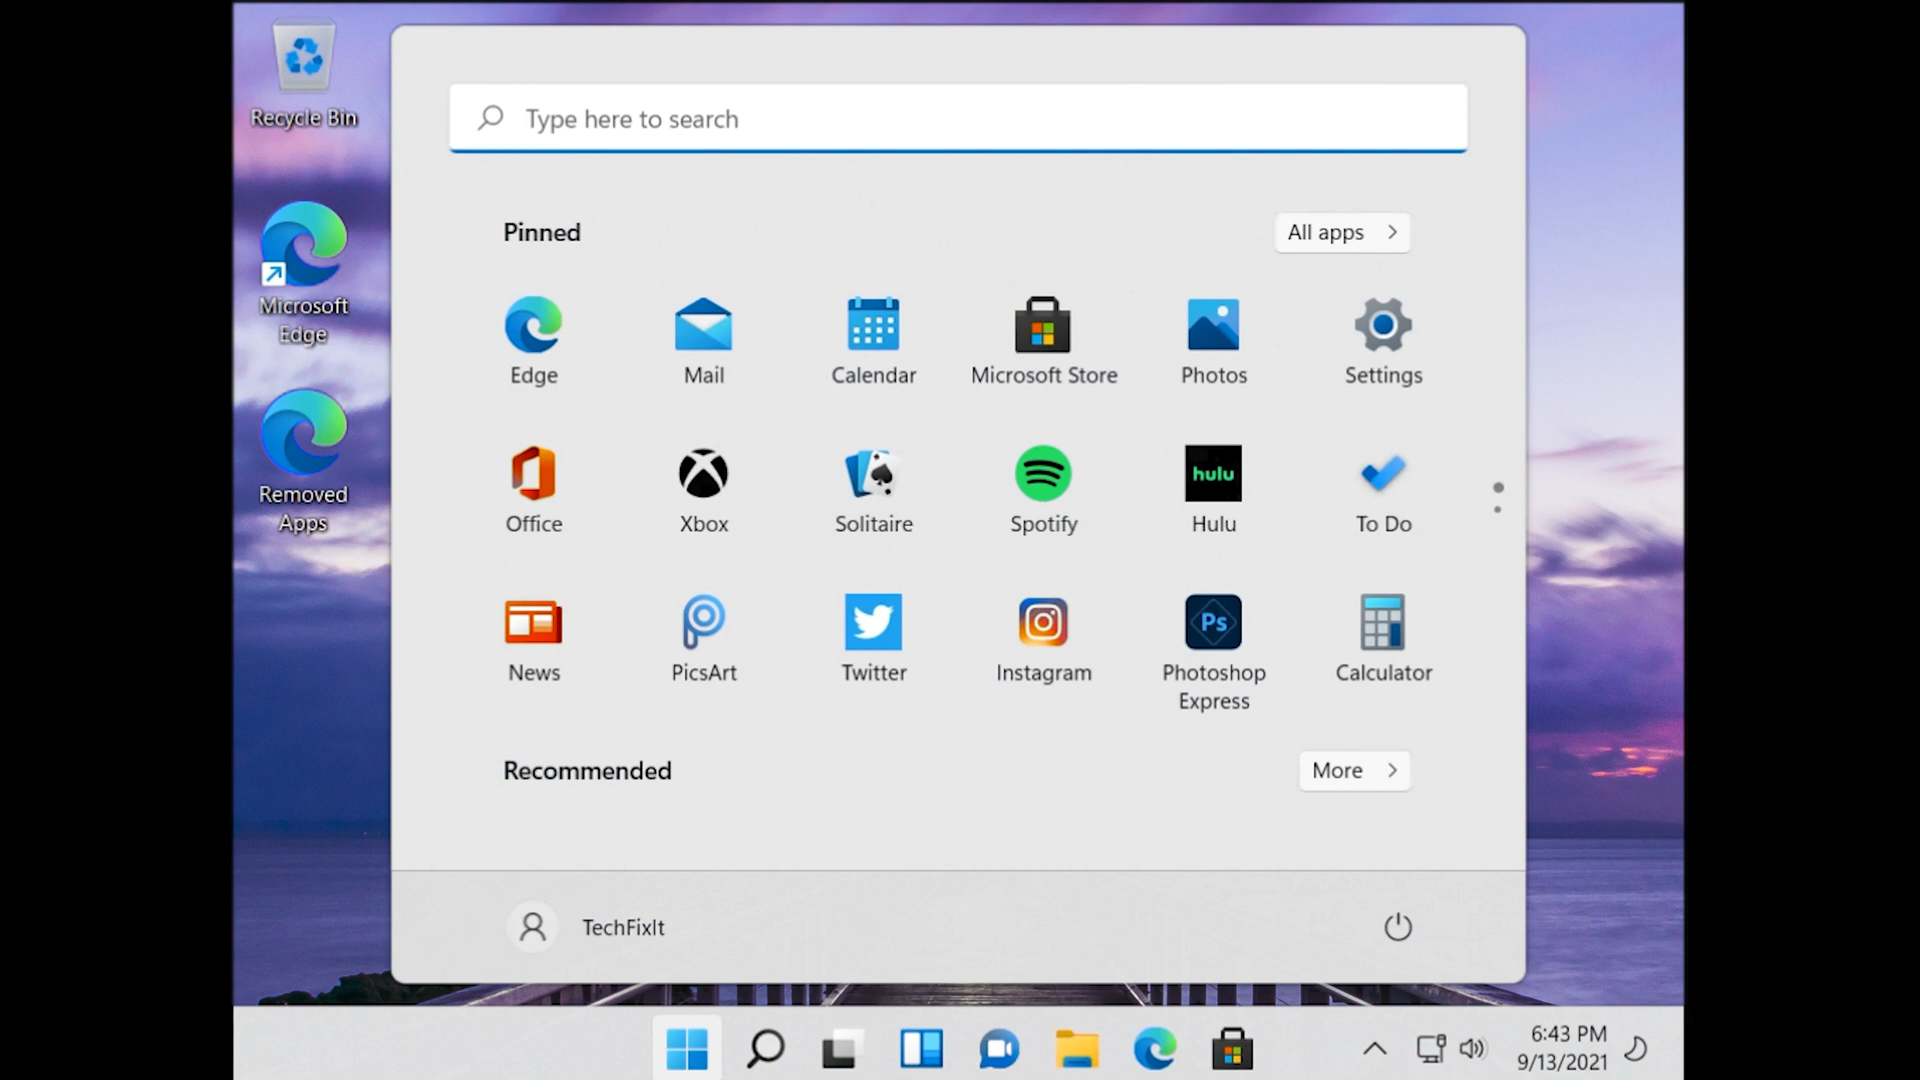 Recycle Bin
Microsoft
Edge
Removed
Apps
Type here to search
Pinned
All apps
Edge
Mail
Calendar
Microsoft Store
Photos
Settings
Office
Xbox
Solitaire
Spotify
hulu
Hulu
To Do
News
PicsArt
Twitter
Instagram
Ps
Photoshop
Express
Calculator
Recommended
More
TechFixIt
6:43 PM
9/13/2021